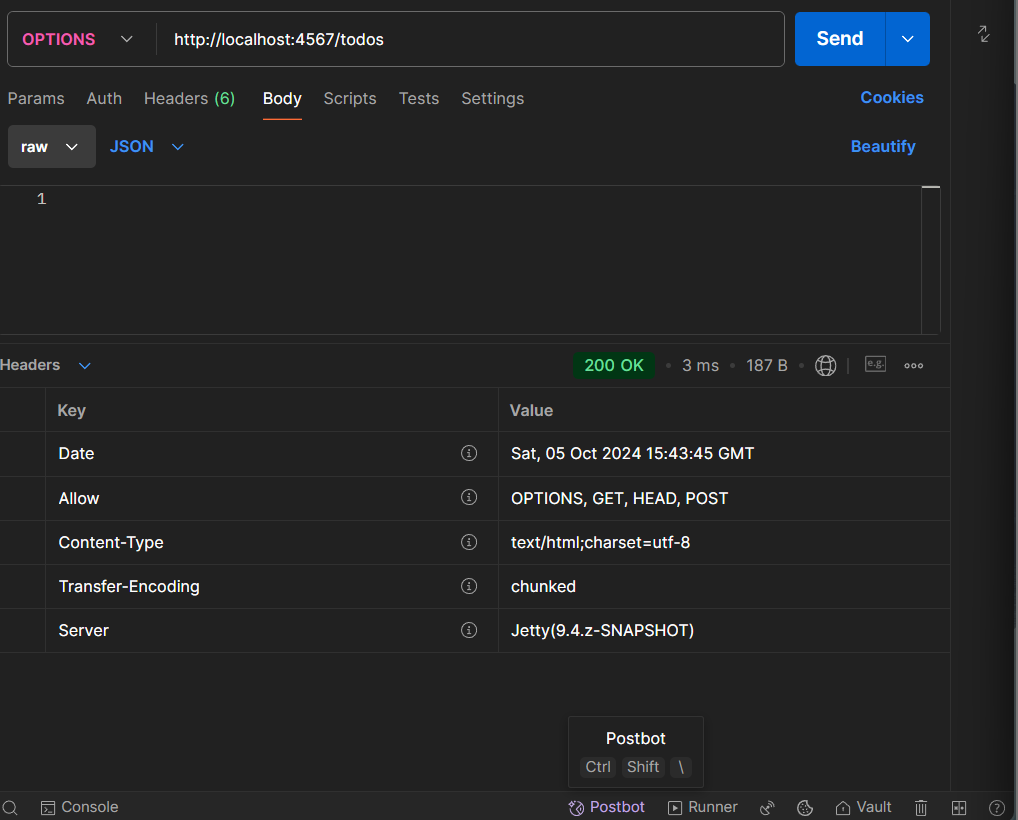 OPTIONS http://localhost:4567/todos Send
Params Auth Headers (6) Body Scripts Tests Settings Cookies
raw JSON Beautify
1
Headers 200 OK 3 ms 187 B e.g.
Key Value
Date Sat, 05 Oct 2024 15:43:45 GMT
Allow OPTIONS, GET, HEAD, POST
Content-Type text/html;charset=utf-8
Transfer-Encoding chunked
Server Jetty(9.4.z-SNAPSHOT)
Postbot
Ctrl Shift \
Console Postbot Runner Vault